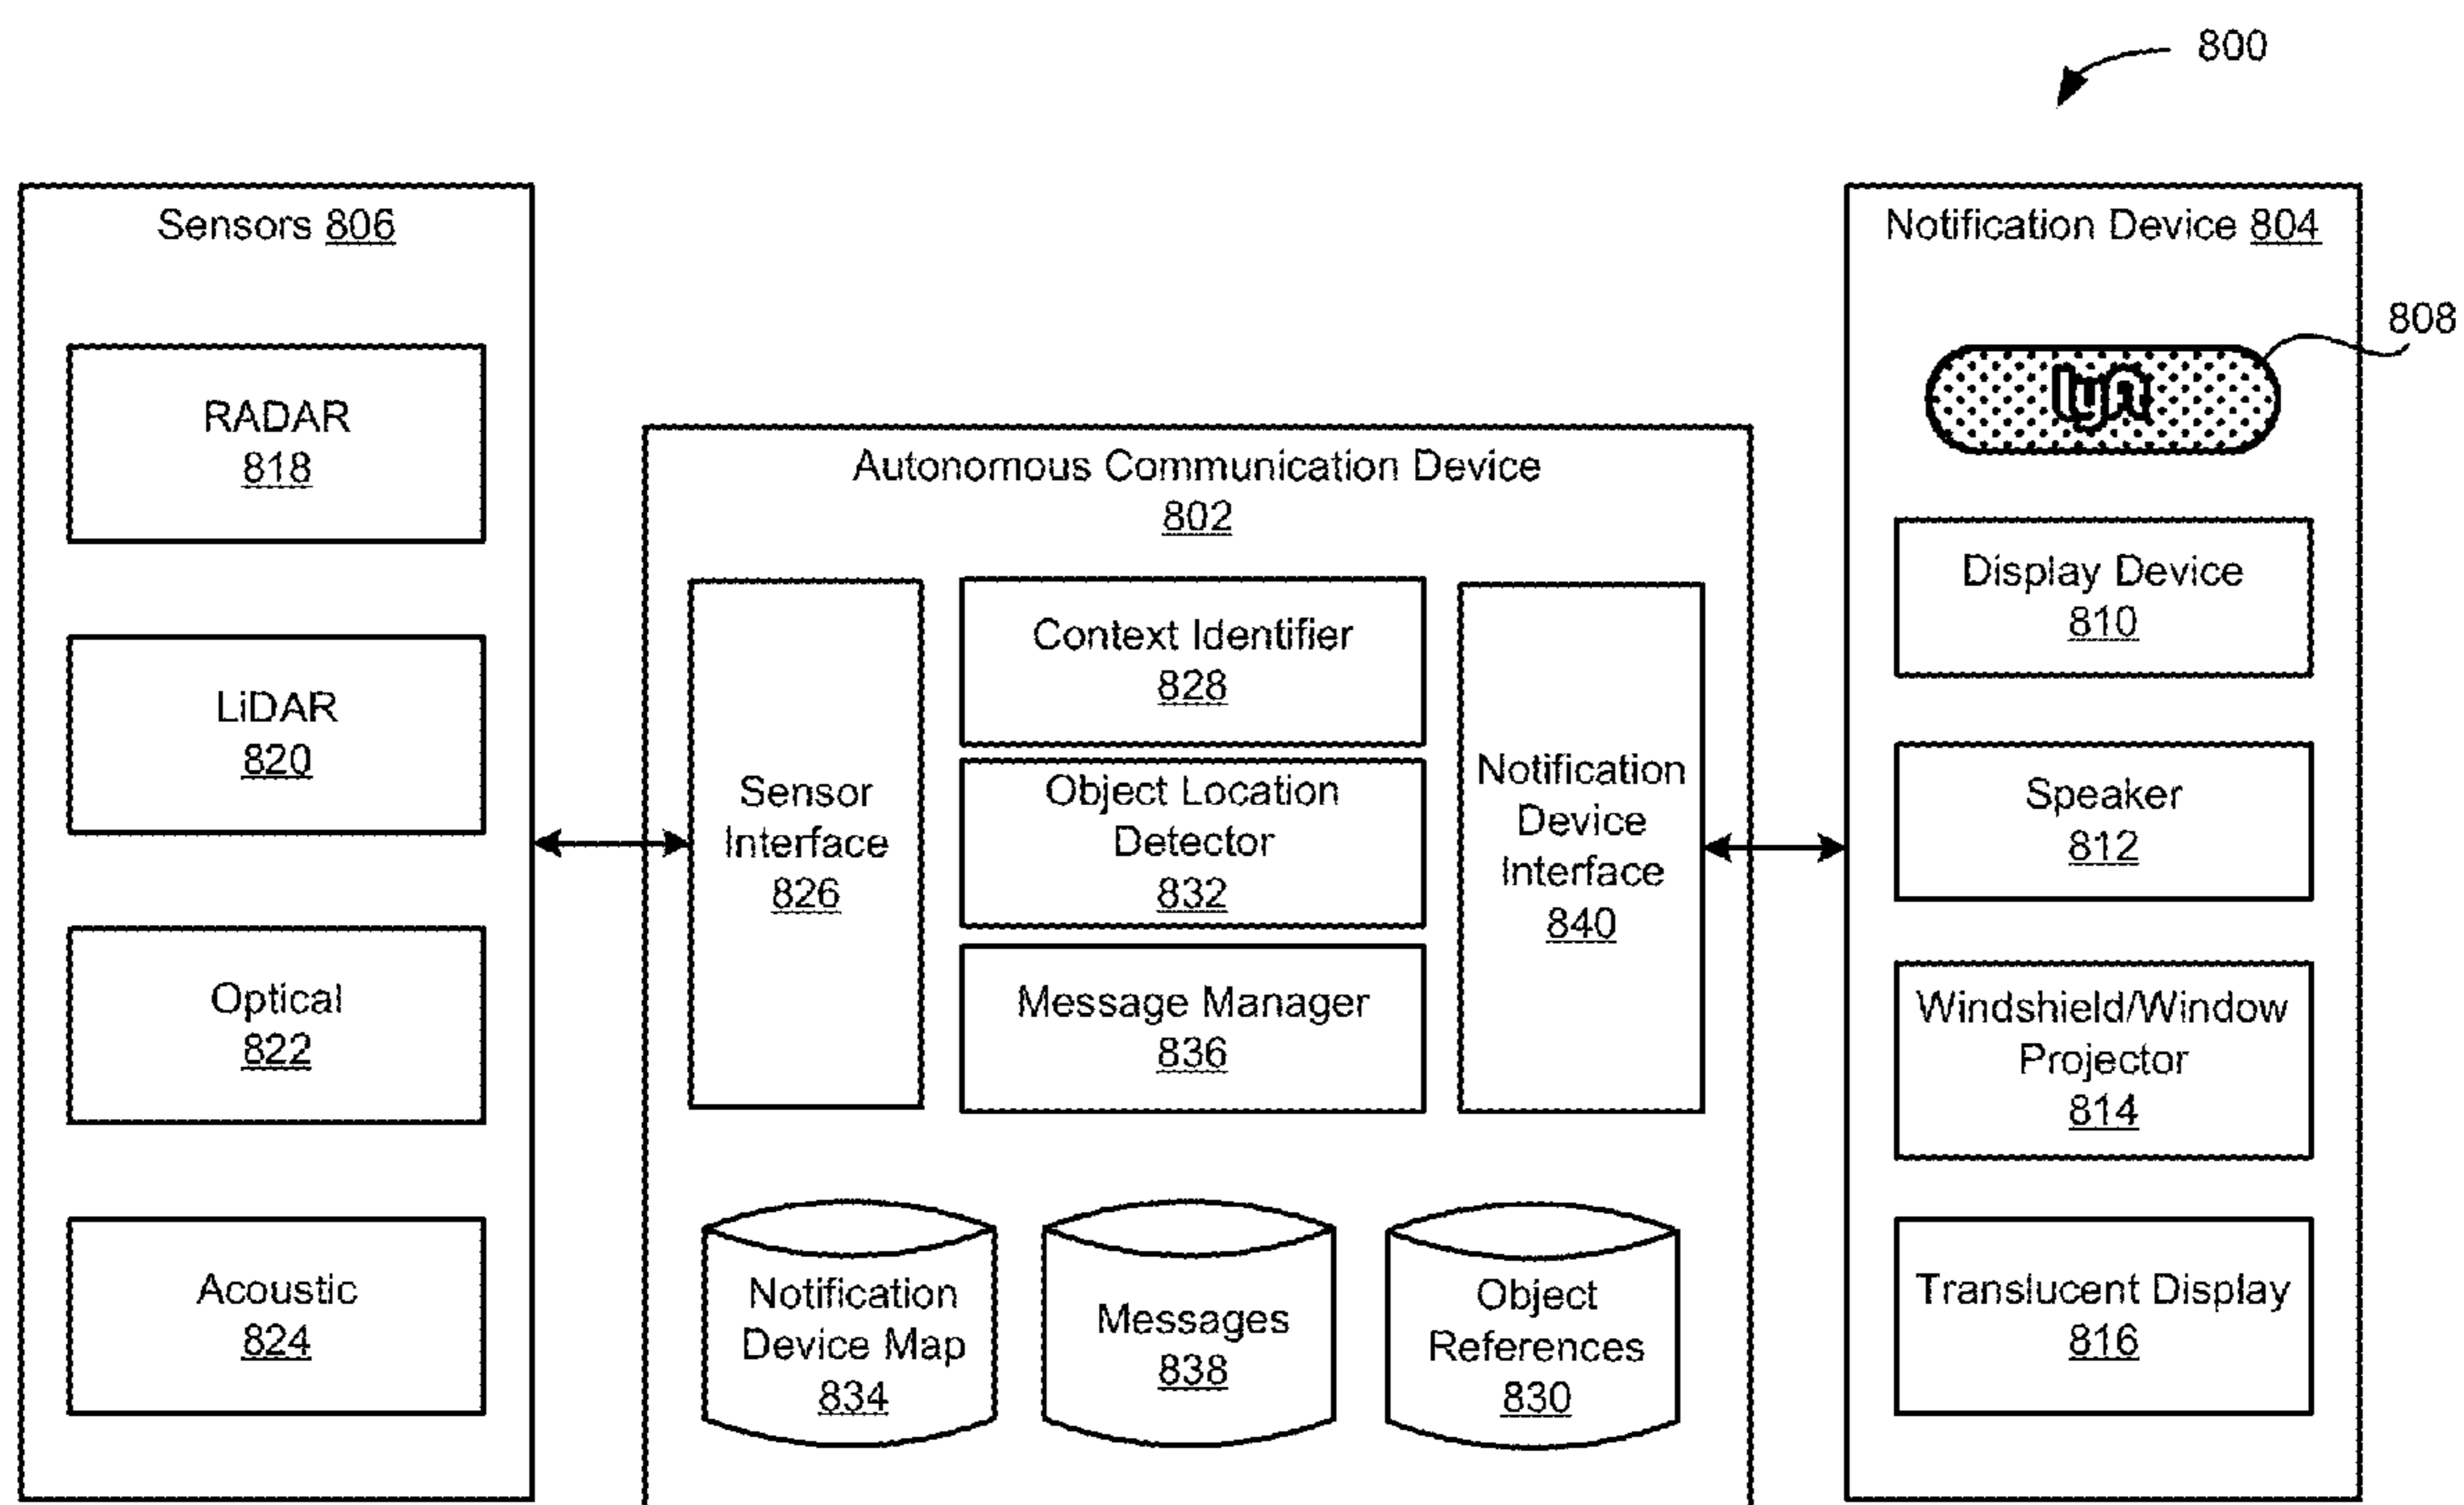 800
Sensors 806
RADAR
818
LiDAR
820
Optical
822
Acoustic
824
Autonomous Communication Device
802
Sensor
Interface
826
Context Identifier
828
Object Location
Detector
832
Message Manager
836
Notification
Device
Interface
840
Notification
Device Map
834
Messages
838
Object
References
830
Notification Device 804
808
lyft
Display Device
810
Speaker
812
Windshield/Window
Projector
814
Translucent Display
816